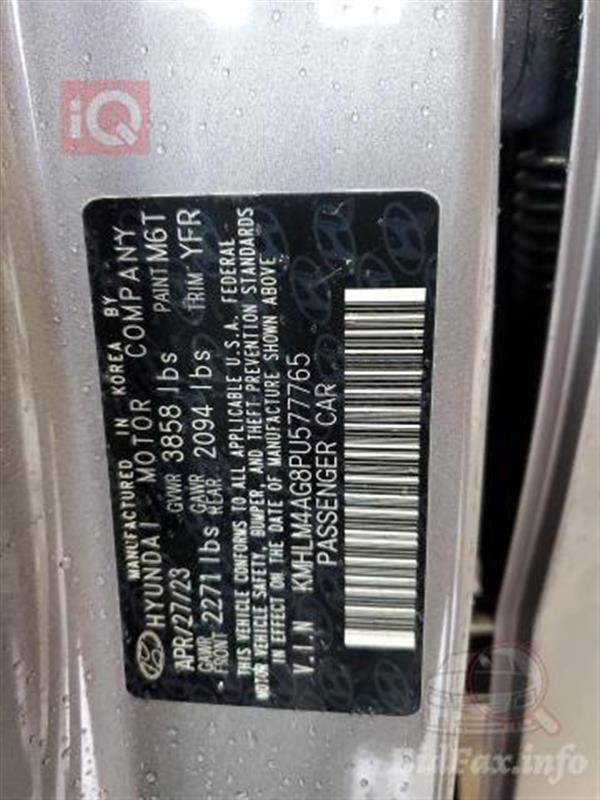 iQ
MANUFACTURED IN KOREA BY
HYUNDAI MOTOR COMPANY
APR/27/23 GVWR 3858 lbs PAINT M6T
GAWR FRONT 2271 lbs GAWR REAR 2094 lbs TRIM YFR
THIS VEHICLE CONFORMS TO ALL APPLICABLE U.S.A. FEDERAL
MOTOR VEHICLE SAFETY, BUMPER, AND THEFT PREVENTION STANDARDS
IN EFFECT ON THE DATE OF MANUFACTURE SHOWN ABOVE
V.I.N KMHLM4AG8PU577765
PASSENGER CAR
BidFax.info